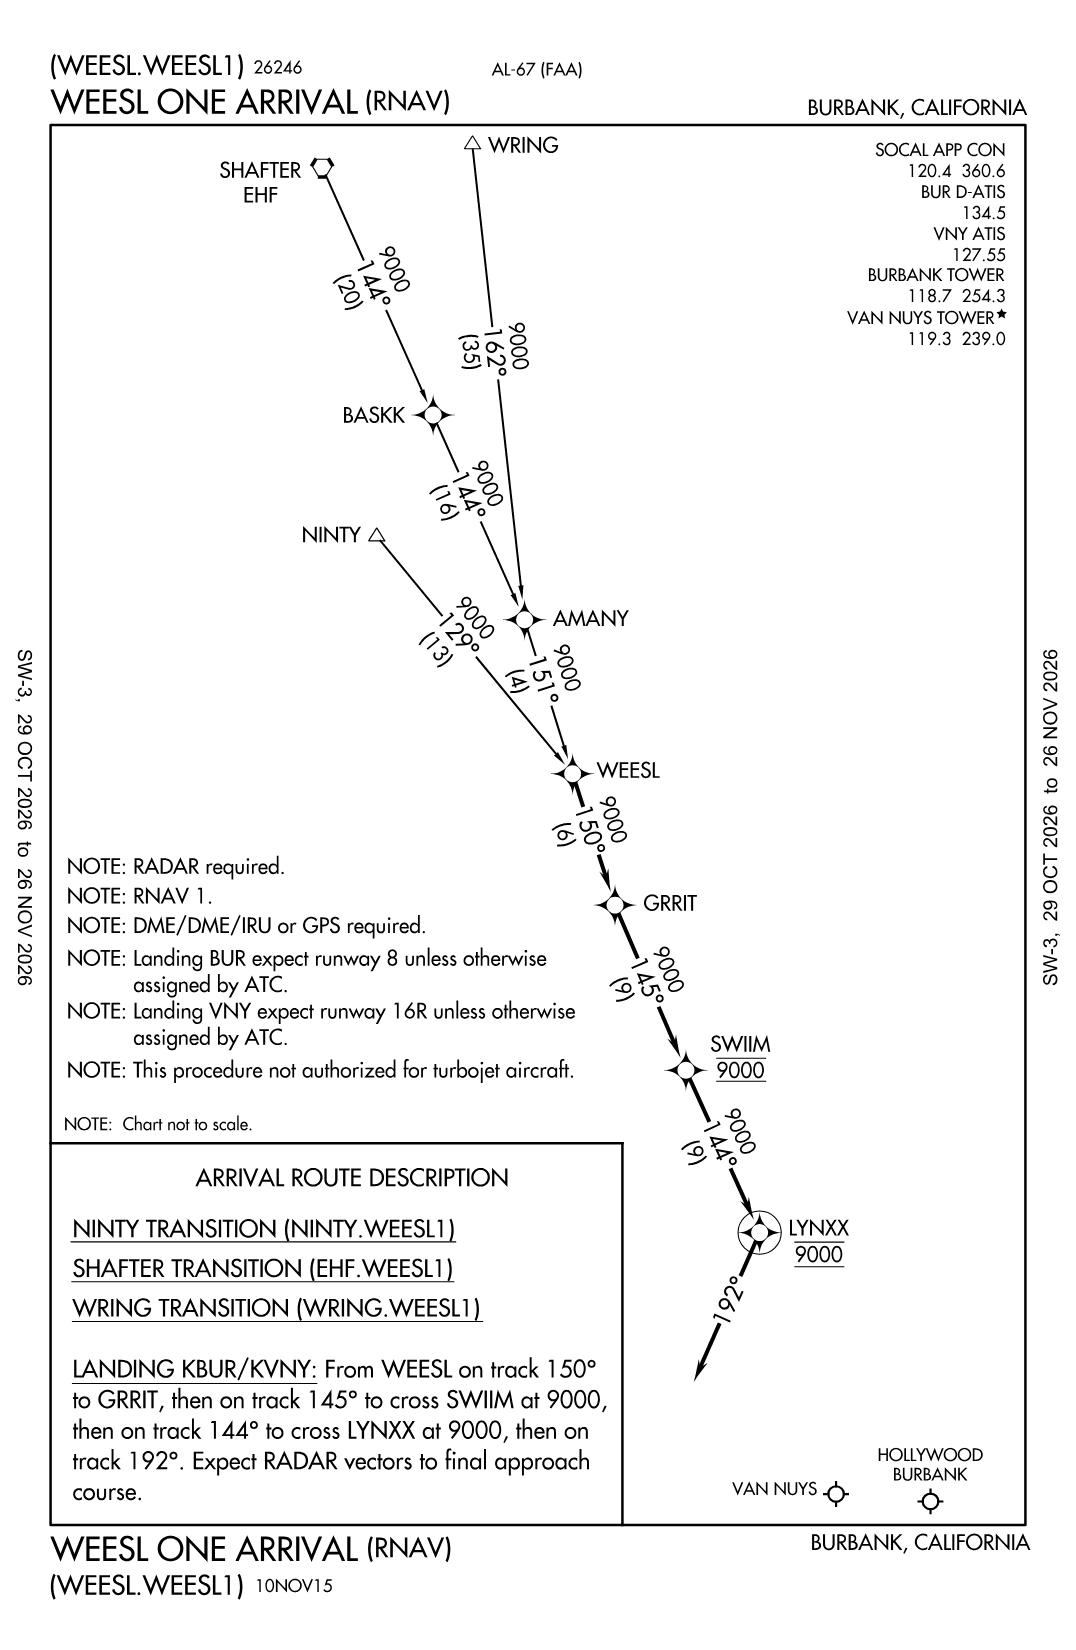 (WEESL.WEESL1) 26246
AL-67 (FAA)
WEESL ONE ARRIVAL (RNAV)
BURBANK, CALIFORNIA
SOCAL APP CON
120.4 360.6
BUR D-ATIS
134.5
VNY ATIS
127.55
BURBANK TOWER
118.7 254.3
VAN NUYS TOWER★
119.3 239.0
WRING
SHAFTER
EHF
9000
144°
(20)
9000
162°
(35)
BASKK
9000
144°
(16)
NINTY
9000
129°
(13)
AMANY
9000
151°
(4)
WEESL
9000
150°
(6)
GRRIT
9000
145°
(9)
SWIIM
9000
9000
144°
(9)
LYNXX
9000
192°
NOTE: RADAR required.
NOTE: RNAV 1.
NOTE: DME/DME/IRU or GPS required.
NOTE: Landing BUR expect runway 8 unless otherwise
assigned by ATC.
NOTE: Landing VNY expect runway 16R unless otherwise
assigned by ATC.
NOTE: This procedure not authorized for turbojet aircraft.
NOTE: Chart not to scale.
ARRIVAL ROUTE DESCRIPTION
NINTY TRANSITION (NINTY.WEESL1)
SHAFTER TRANSITION (EHF.WEESL1)
WRING TRANSITION (WRING.WEESL1)
LANDING KBUR/KVNY: From WEESL on track 150°
to GRRIT, then on track 145° to cross SWIIM at 9000,
then on track 144° to cross LYNXX at 9000, then on
track 192°. Expect RADAR vectors to final approach
course.
VAN NUYS
HOLLYWOOD
BURBANK
SW-3, 29 OCT 2026 to 26 NOV 2026
SW-3, 29 OCT 2026 to 26 NOV 2026
WEESL ONE ARRIVAL (RNAV)
BURBANK, CALIFORNIA
(WEESL.WEESL1) 10NOV15